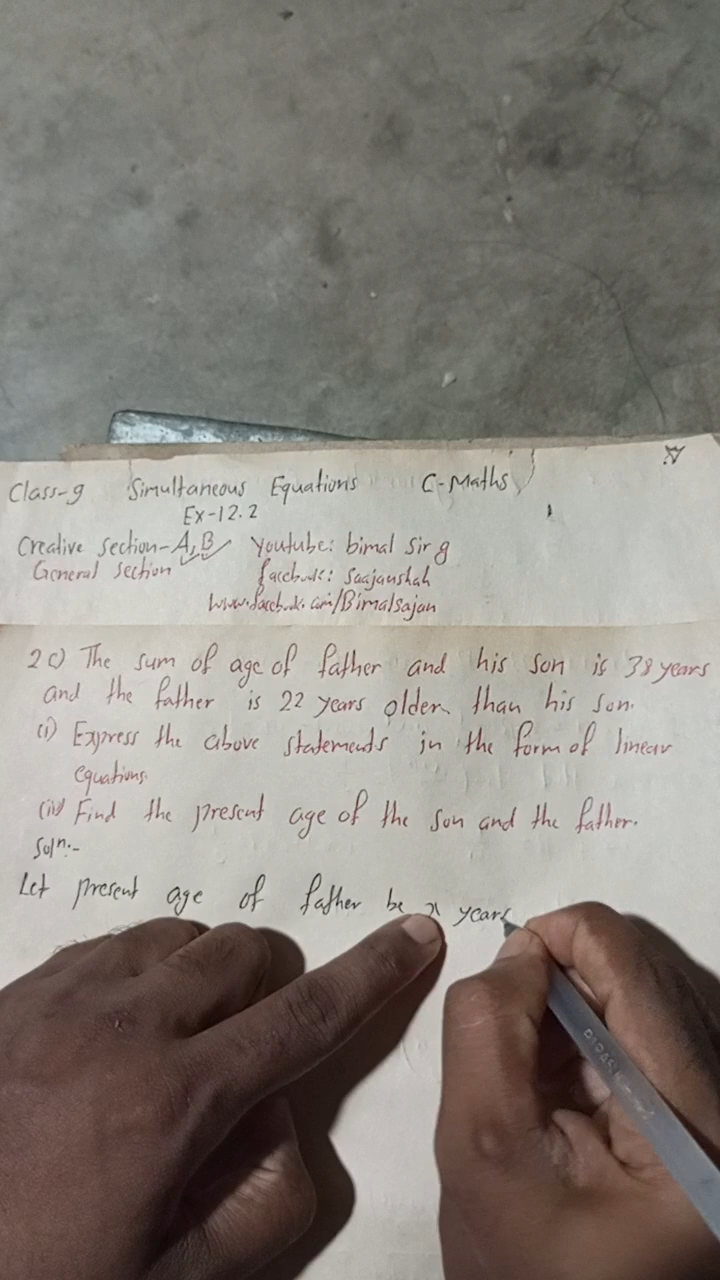 Class-9 Simultaneous Equations C-Maths
Ex-12.2
Creative section-A,B youtube: bimal Sir g
General section facebook: Saajanshah
www.facebook.com/Bimalsajan
2c) The sum of age of father and his son is 38 years
and the father is 22 years older than his son.
(i) Express the above statements in the form of linear
equations.
(ii) Find the present age of the son and the father.
Soln:-
Let present age of father be x years